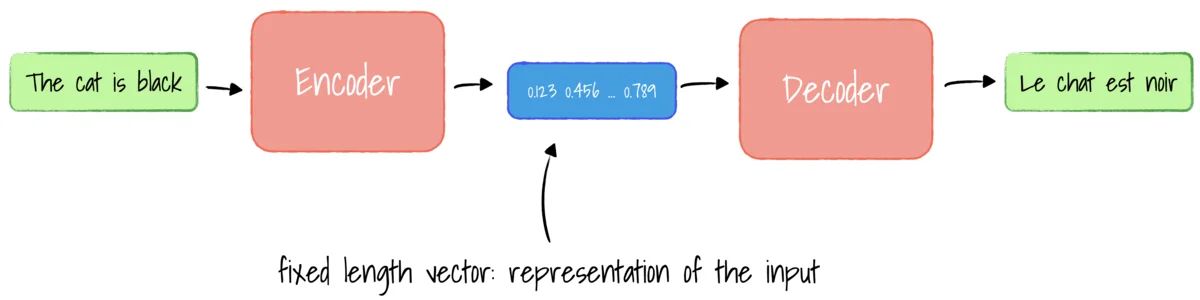 The cat is black
Encoder
0.123 0.456 ... 0.789
Decoder
Le chat est noir
fixed length vector: representation of the input